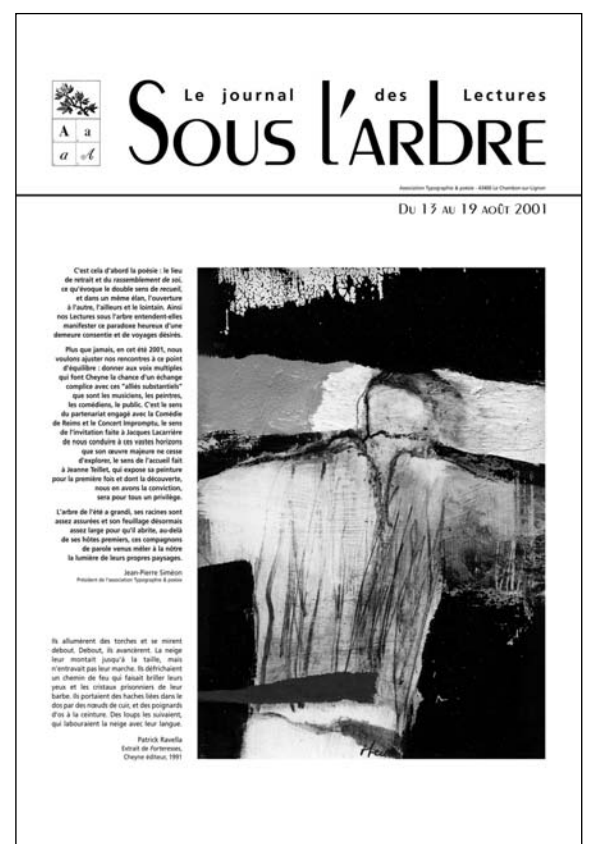 Le journal des Lectures
SOUS L'ARBRE
A a
a A
Association Typographie & poésie - 43400 Le Chambon-sur-Lignon
DU 13 AU 19 AOÛT 2001
C'est cela d'abord la poésie : le lieu
de retrait et du rassemblement de soi,
ce qu'évoque le double sens de recueil,
et dans un même élan, l'ouverture
à l'autre, l'ailleurs et le lointain. Ainsi
nos Lectures sous l'arbre entendent-elles
manifester ce paradoxe heureux d'une
demeure consentie et de voyages désirés.
Plus que jamais, en cet été 2001, nous
voulons ajuster nos rencontres à ce point
d'équilibre : donner aux voix multiples
qui font Cheyne la chance d'un échange
complice avec ces "alliés substantiels"
que sont les musiciens, les peintres,
les comédiens, le public. C'est le sens
du partenariat engagé avec la Comédie
de Reims et le Concert Impromptu, le sens
de l'invitation faite à Jacques Lacarrière
de nous conduire à ces vastes horizons
que son œuvre majeure ne cesse
d'explorer, le sens de l'accueil fait
à Jeanne Teillet, qui expose sa peinture
pour la première fois et dont la découverte,
nous en avons la conviction,
sera pour tous un privilège.
L'arbre de l'été a grandi, ses racines sont
assez assurées et son feuillage désormais
assez large pour qu'il abrite, au-delà
de ses hôtes premiers, ces compagnons
de parole venus mêler à la nôtre
la lumière de leurs propres paysages.
Jean-Pierre Siméon
Président de l'association Typographie & poésie
Ils allumèrent des torches et se mirent
debout. Debout, ils avancèrent. La neige
leur montait jusqu'à la taille, mais
n'entravait pas leur marche. Ils défrichaient
un chemin de feu qui faisait briller leurs
yeux et les cristaux prisonniers de leur
barbe. Ils portaient des haches liées dans le
dos par des nœuds de cuir, et des poignards
d'os à la ceinture. Des loups les suivaient,
qui labouraient la neige avec leur langue.
Patrick Ravella
Extrait de Forteresses,
Cheyne éditeur, 1991